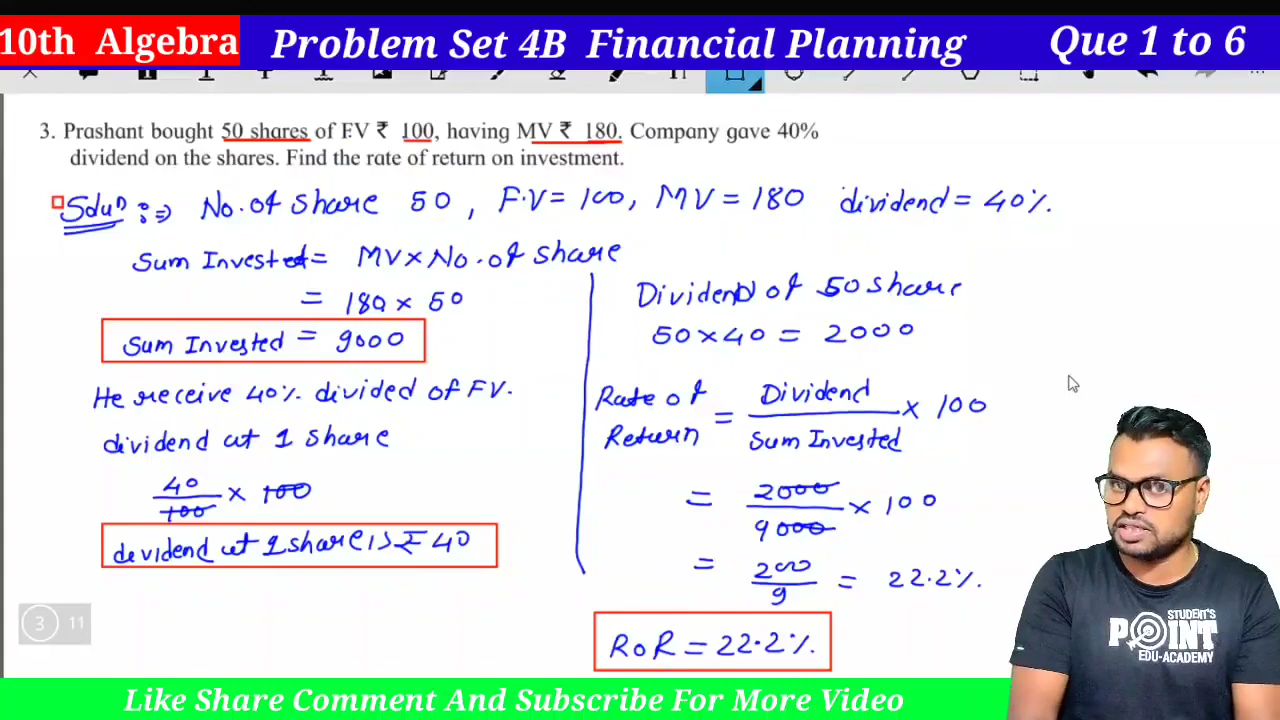 10th Algebra Problem Set 4B Financial Planning Que 1 to 6
3. Prashant bought 50 shares of FV ₹ 100, having MV ₹ 180. Company gave 40%
dividend on the shares. Find the rate of return on investment.
Solun :⇒ No. of share 50, F.V = 100, MV = 180 dividend = 40%.
Sum Invested = MV × No. of share
= 180 × 50
Sum Invested = 9000
He receive 40% divided of FV.
dividend at 1 share
40/100 × 100
devidend at 1 share is ₹ 40
Dividend of 50 share
50 × 40 = 2000
Rate of Return = Dividend/Sum Invested × 100
= 2000/9000 × 100
= 200/9 = 22.2%.
RoR = 22.2%.
3 11
STUDENT'S
POINT
EDU-ACADEMY
Like Share Comment And Subscribe For More Video